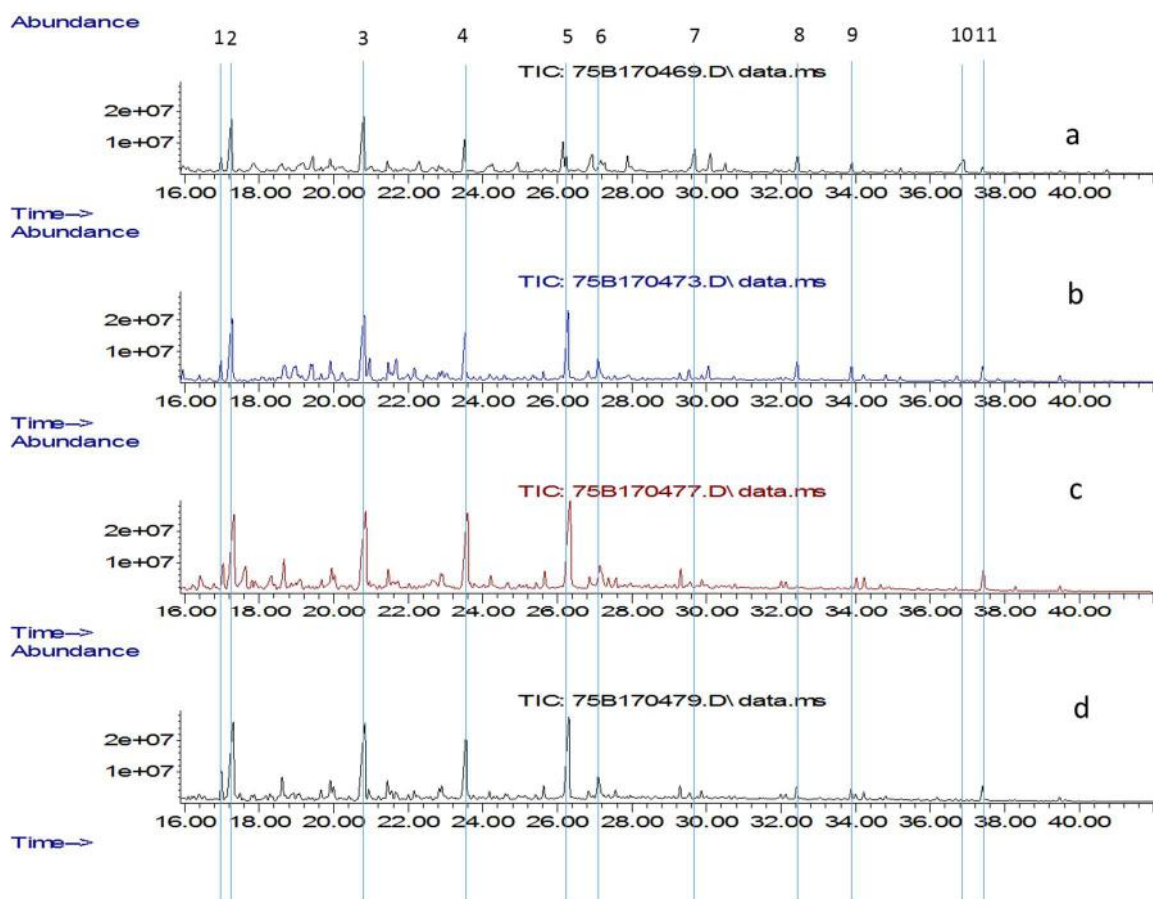 Abundance
1 2 3 4 5 6 7 8 9 10 11
TIC: 75B170469.D\ data.ms
a
2e+07
1e+07
16.00 18.00 20.00 22.00 24.00 26.00 28.00 30.00 32.00 34.00 36.00 38.00 40.00
Time-->
Abundance
TIC: 75B170473.D\ data.ms
b
2e+07
1e+07
16.00 18.00 20.00 22.00 24.00 26.00 28.00 30.00 32.00 34.00 36.00 38.00 40.00
Time-->
Abundance
TIC: 75B170477.D\ data.ms
c
2e+07
1e+07
16.00 18.00 20.00 22.00 24.00 26.00 28.00 30.00 32.00 34.00 36.00 38.00 40.00
Time-->
Abundance
TIC: 75B170479.D\ data.ms
d
2e+07
1e+07
16.00 18.00 20.00 22.00 24.00 26.00 28.00 30.00 32.00 34.00 36.00 38.00 40.00
Time-->